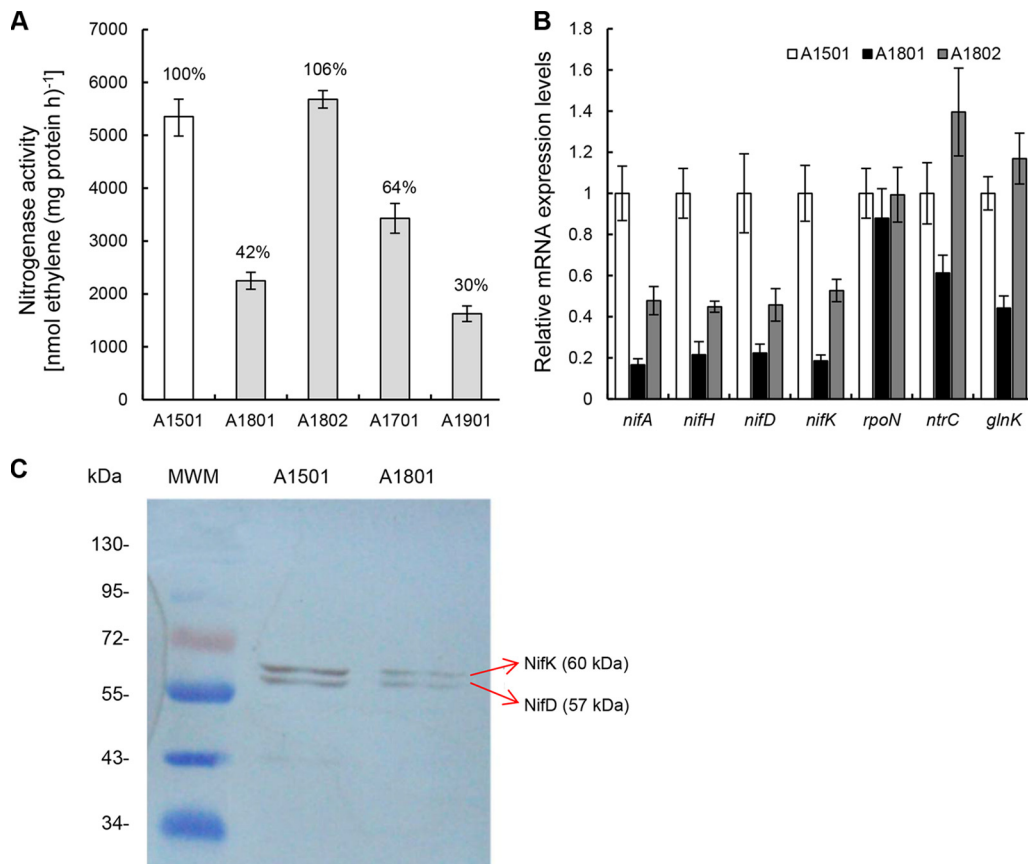 A
Nitrogenase activity
[nmol ethylene (mg protein h)⁻¹]
7000
6000
5000
4000
3000
2000
1000
0
100%
42%
106%
64%
30%
A1501 A1801 A1802 A1701 A1901
B
Relative mRNA expression levels
1.8
1.6
1.4
1.2
1
0.8
0.6
0.4
0.2
0
A1501 A1801 A1802
nifA nifH nifD nifK rpoN ntrC glnK
C
kDa MWM A1501 A1801
130-
95-
72-
55-
43-
34-
NifK (60 kDa)
NifD (57 kDa)